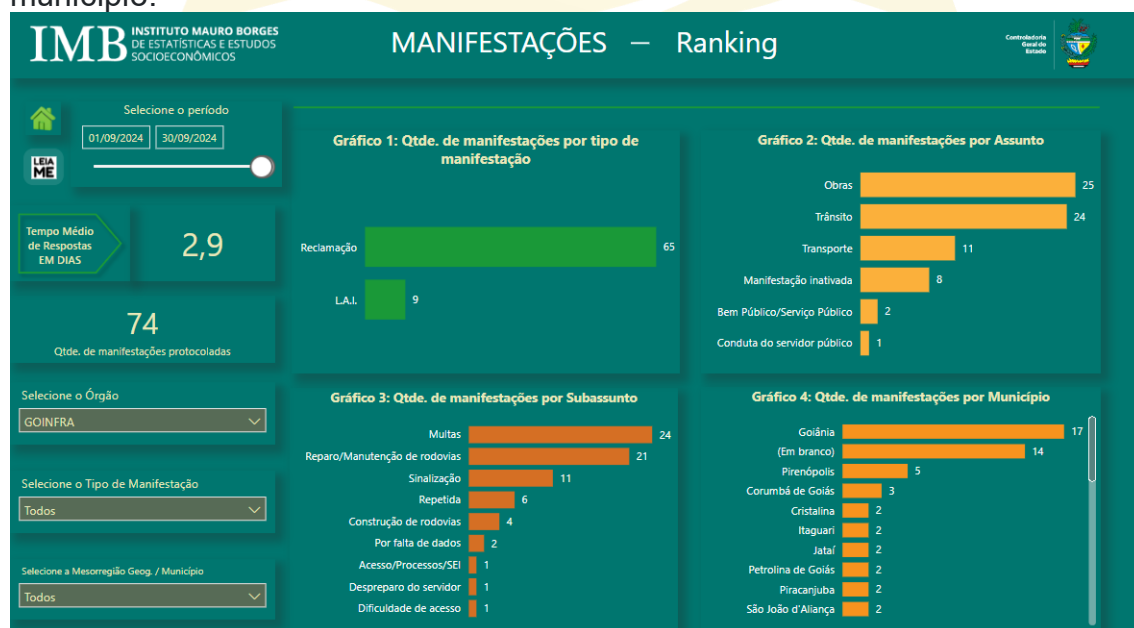 município.
IMB
INSTITUTO MAURO BORGES
DE ESTATÍSTICAS E ESTUDOS
SOCIOECONÔMICOS
MANIFESTAÇÕES — Ranking
Controladoria
Geral do
Estado
Selecione o período
01/09/2024 30/09/2024
LEIA
ME
Tempo Médio
de Respostas
EM DIAS
2,9
74
Qtde. de manifestações protocoladas
Selecione o Órgão
GOINFRA
Selecione o Tipo de Manifestação
Todos
Selecione a Mesorregião Geog. / Município
Todos
Gráfico 1: Qtde. de manifestações por tipo de
manifestação
Reclamação 65
L.A.I. 9
Gráfico 2: Qtde. de manifestações por Assunto
Obras 25
Trânsito 24
Transporte 11
Manifestação inativada 8
Bem Público/Serviço Público 2
Conduta do servidor público 1
Gráfico 3: Qtde. de manifestações por Subassunto
Multas 24
Reparo/Manutenção de rodovias 21
Sinalização 11
Repetida 6
Construção de rodovias 4
Por falta de dados 2
Acesso/Processos/SEI 1
Despreparo do servidor 1
Dificuldade de acesso 1
Gráfico 4: Qtde. de manifestações por Município
Goiânia 17
(Em branco) 14
Pirenópolis 5
Corumbá de Goiás 3
Cristalina 2
Itaguari 2
Jataí 2
Petrolina de Goiás 2
Piracanjuba 2
São João d'Aliança 2